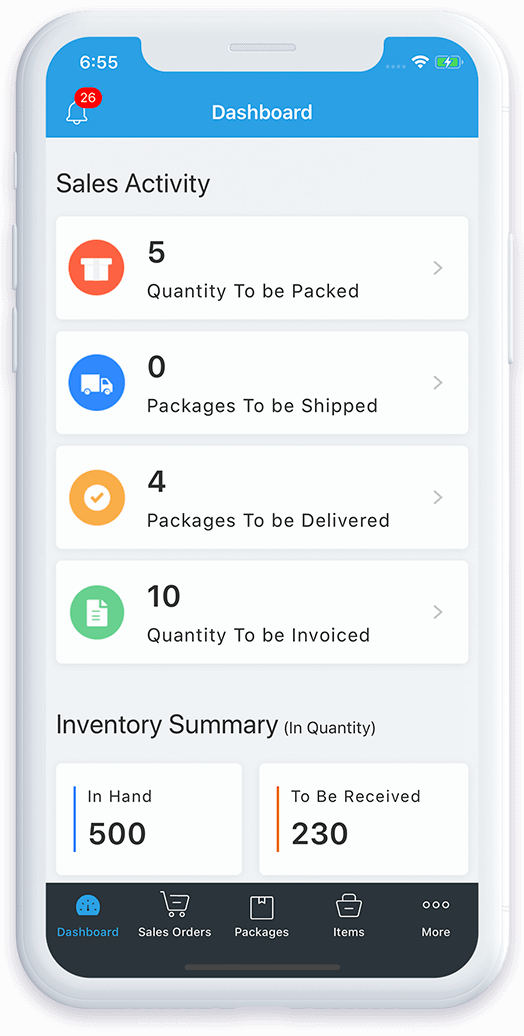 6:55
26
Dashboard
Sales Activity
5
Quantity To be Packed
0
Packages To be Shipped
4
Packages To be Delivered
10
Quantity To be Invoiced
Inventory Summary (In Quantity)
In Hand
500
To Be Received
230
Dashboard Sales Orders Packages Items More